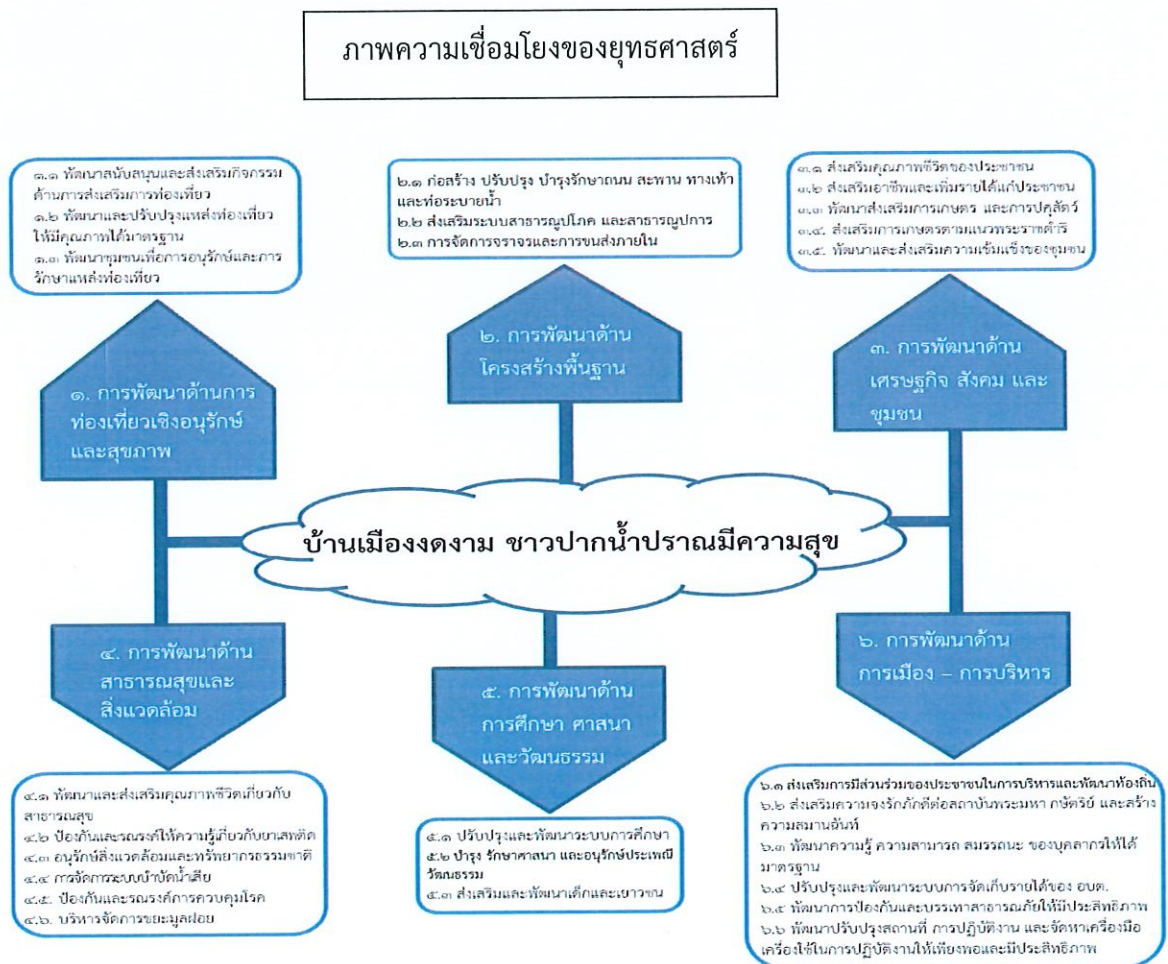 ภาพความเชื่อมโยงของยุทธศาสตร์
๑.๑ พัฒนาสนับสนุนและส่งเสริมกิจกรรม
ด้านการส่งเสริมการท่องเที่ยว
๑.๒ พัฒนาและปรับปรุงแหล่งท่องเที่ยว
ให้มีคุณภาพได้มาตรฐาน
๑.๓ พัฒนาชุมชนเพื่อการอนุรักษ์และการ
รักษาแหล่งท่องเที่ยว
๒.๑ ก่อสร้าง ปรับปรุง บำรุงรักษาถนน สะพาน ทางเท้า
และท่อระบายน้ำ
๒.๒ ส่งเสริมระบบสาธารณูปโภค และสาธารณูปการ
๒.๓ การจัดการจราจรและการขนส่งภายใน
๓.๑ ส่งเสริมคุณภาพชีวิตของประชาชน
๓.๒ ส่งเสริมอาชีพและเพิ่มรายได้แก่ประชาชน
๓.๓ พัฒนาส่งเสริมการเกษตร และการปศุสัตว์
๓.๔. ส่งเสริมการเกษตรตามแนวพระราชดำริ
๓.๕. พัฒนาและส่งเสริมความเข้มแข็งของชุมชน
๑. การพัฒนาด้านการ
ท่องเที่ยวเชิงอนุรักษ์
และสุขภาพ
๒. การพัฒนาด้าน
โครงสร้างพื้นฐาน
๓. การพัฒนาด้าน
เศรษฐกิจ สังคม และ
ชุมชน
บ้านเมืองงดงาม ชาวปากน้ำปราณมีความสุข
๔. การพัฒนาด้าน
สาธารณสุขและ
สิ่งแวดล้อม
๕. การพัฒนาด้าน
การศึกษา ศาสนา
และวัฒนธรรม
๖. การพัฒนาด้าน
การเมือง – การบริหาร
๔.๑ พัฒนาและส่งเสริมคุณภาพชีวิตเกี่ยวกับ
สาธารณสุข
๔.๒ ป้องกันและรณรงค์ให้ความรู้เกี่ยวกับยาเสพติด
๔.๓ อนุรักษ์สิ่งแวดล้อมและทรัพยากรธรรมชาติ
๔.๔ การจัดการระบบบำบัดน้ำเสีย
๔.๕. ป้องกันและรณรงค์การควบคุมโรค
๔.๖. บริหารจัดการขยะมูลฝอย
๕.๑ ปรับปรุงและพัฒนาระบบการศึกษา
๕.๒ บำรุง รักษาศาสนา และอนุรักษ์ประเพณี
วัฒนธรรม
๕.๓ ส่งเสริมและพัฒนาเด็กและเยาวชน
๖.๑ ส่งเสริมการมีส่วนร่วมของประชาชนในการบริหารและพัฒนาท้องถิ่น
๖.๒ ส่งเสริมความจงรักภักดีต่อสถาบันพระมหา กษัตริย์ และสร้าง
ความสมานฉันท์
๖.๓ พัฒนาความรู้ ความสามารถ สมรรถนะ ของบุคลากรให้ได้
มาตรฐาน
๖.๔ ปรับปรุงและพัฒนาระบบการจัดเก็บรายได้ของ อบต.
๖.๕ พัฒนาการป้องกันและบรรเทาสาธารณภัยให้มีประสิทธิภาพ
๖.๖ พัฒนาปรับปรุงสถานที่ การปฏิบัติงาน และจัดหาเครื่องมือ
เครื่องใช้ในการปฏิบัติงานให้เพียงพอและมีประสิทธิภาพ